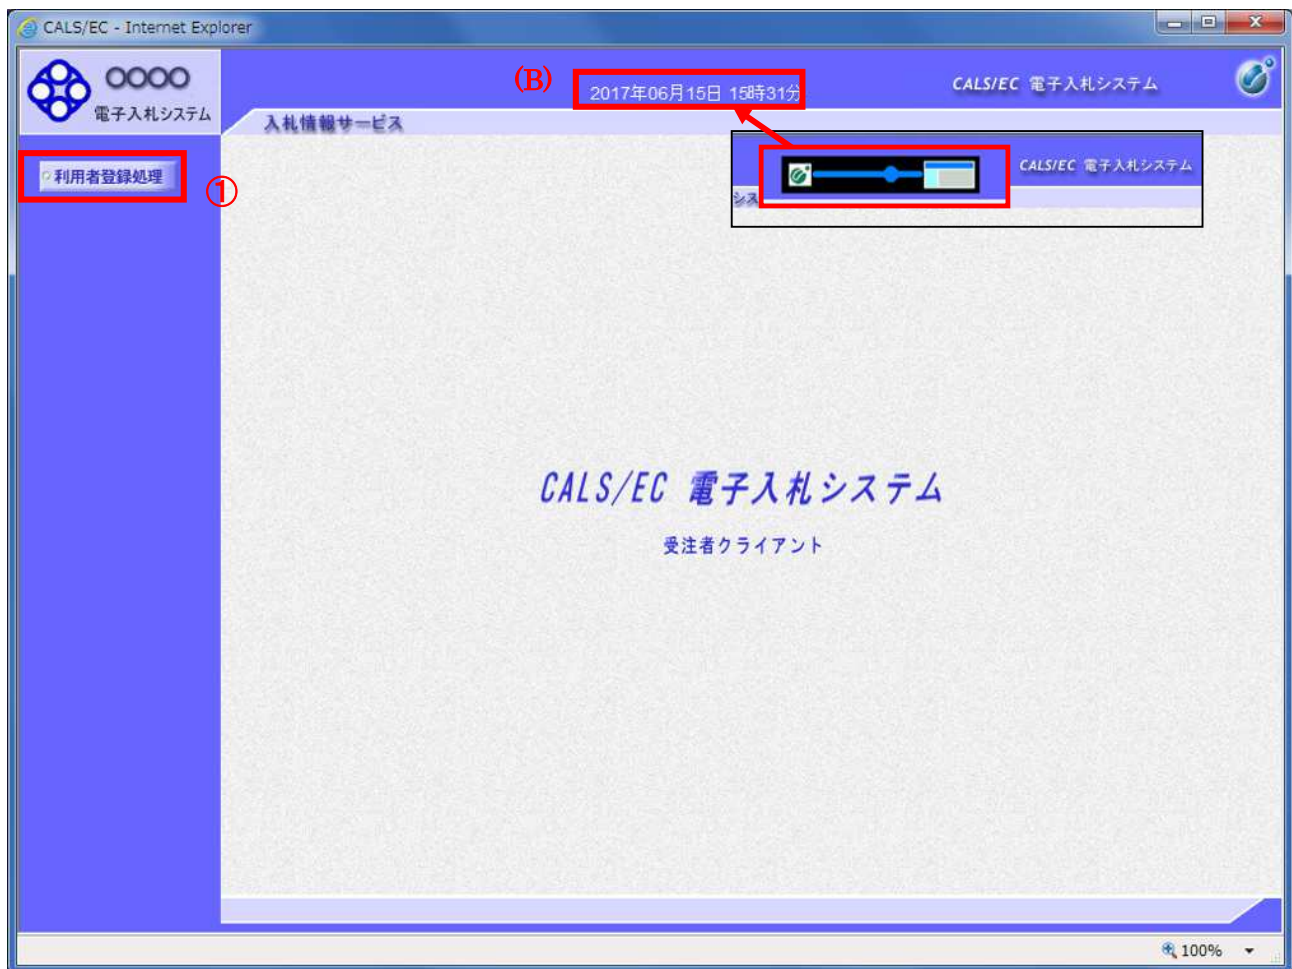 CALS/EC - Internet Explorer
○○○○
電子入札システム
(B)
2017年06月15日 15時31分
CALS/EC 電子入札システム
入札情報サービス
利用者登録処理
①
CALS/EC 電子入札システム
シス
CALS/EC 電子入札システム
受注者クライアント
100%